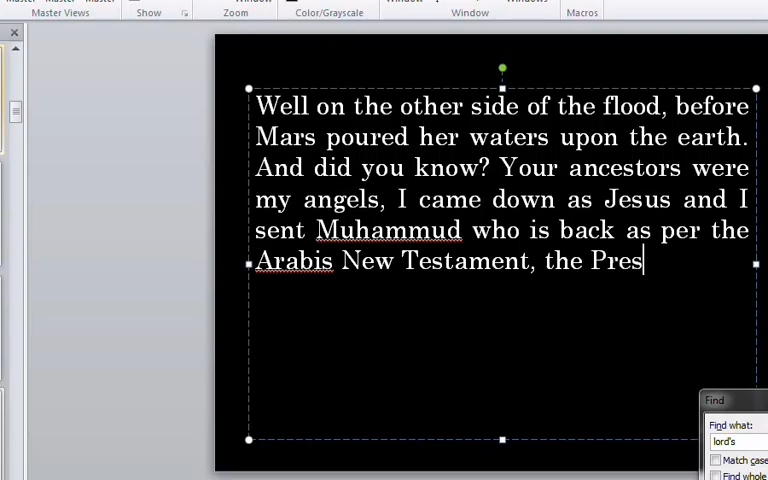 Master Views
Show
Zoom
Color/Grayscale
Window
Macros
Well on the other side of the flood, before
Mars poured her waters upon the earth.
And did you know? Your ancestors were
my angels, I came down as Jesus and I
sent Muhammud who is back as per the
Arabis New Testament, the Pres
Find
Find what:
lord's
Match case
Find whole